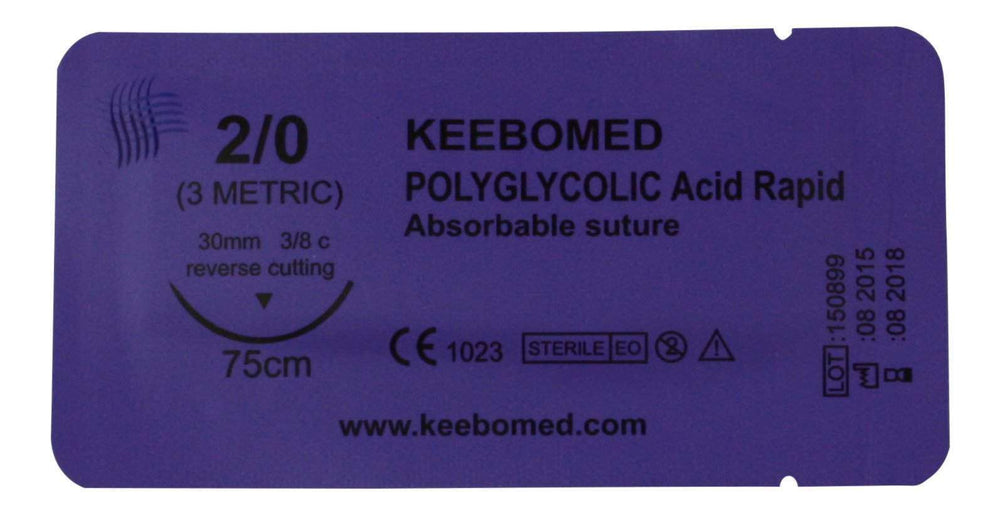 2/0
(3 METRIC)
30mm 3/8 c
reverse cutting
75cm
KEEBOMED
POLYGLYCOLIC Acid Rapid
Absorbable suture
CE 1023 STERILE EO 2
www.keebomed.com
LOT :150899
:08 2015
:08 2018